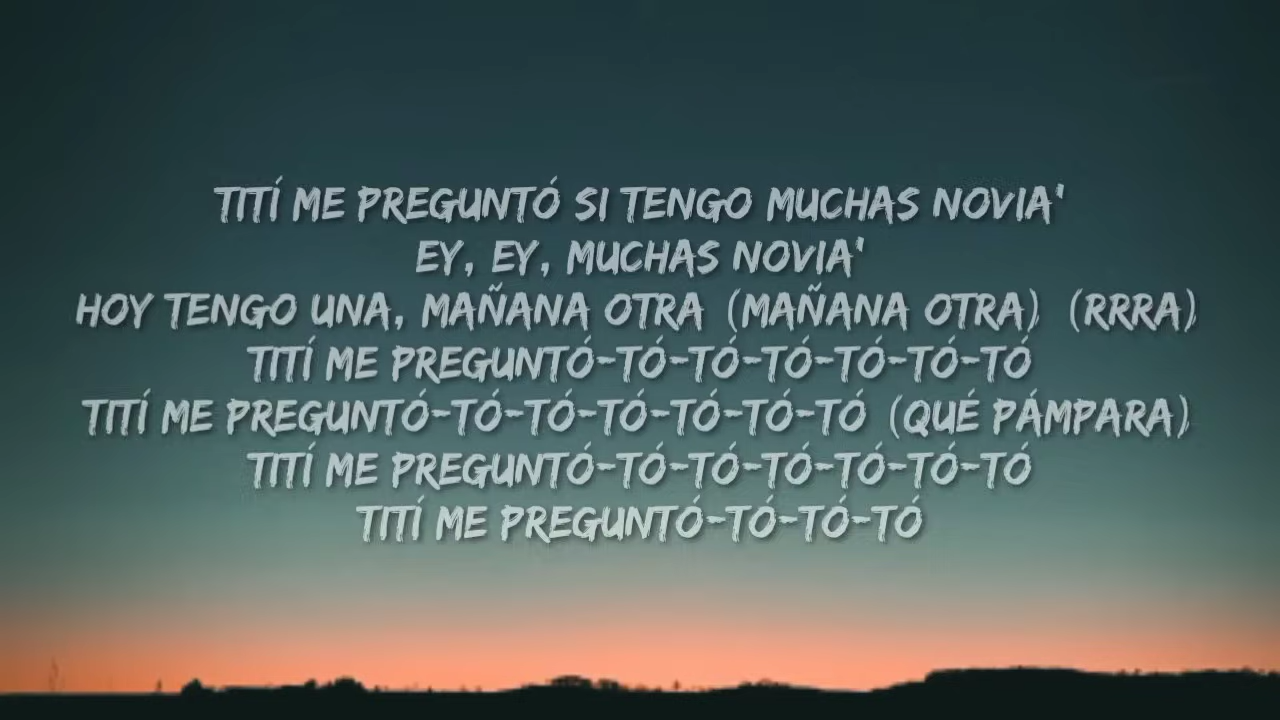 TITÍ ME PREGUNTÓ SI TENGO MUCHAS NOVIA'
EY, EY, MUCHAS NOVIA'
HOY TENGO UNA, MAÑANA OTRA (MAÑANA OTRA) (RRRA)
TITÍ ME PREGUNTÓ-TÓ-TÓ-TÓ-TÓ-TÓ-TÓ
TITÍ ME PREGUNTÓ-TÓ-TÓ-TÓ-TÓ-TÓ-TÓ (QUÉ PÁMPARA)
TITÍ ME PREGUNTÓ-TÓ-TÓ-TÓ-TÓ-TÓ-TÓ
TITÍ ME PREGUNTÓ-TÓ-TÓ-TÓ